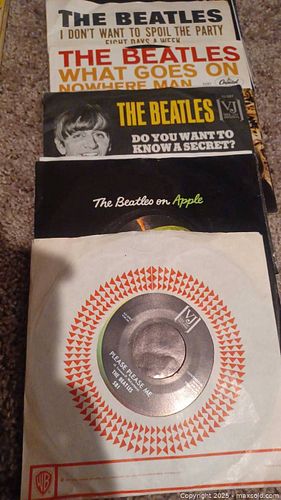 THE BEATLES
I DON'T WANT TO SPOIL THE PARTY
EIGHT DAYS A WEEK
THE BEATLES
WHAT GOES ON
Capitol
NOWHERE MAN
THE BEATLES
VJ
DO YOU WANT TO
KNOW A SECRET?
The Beatles on Apple
VJ
PLEASE PLEASE ME
THE BEATLES
581
WB
Copyright 2025 - maxsold.com